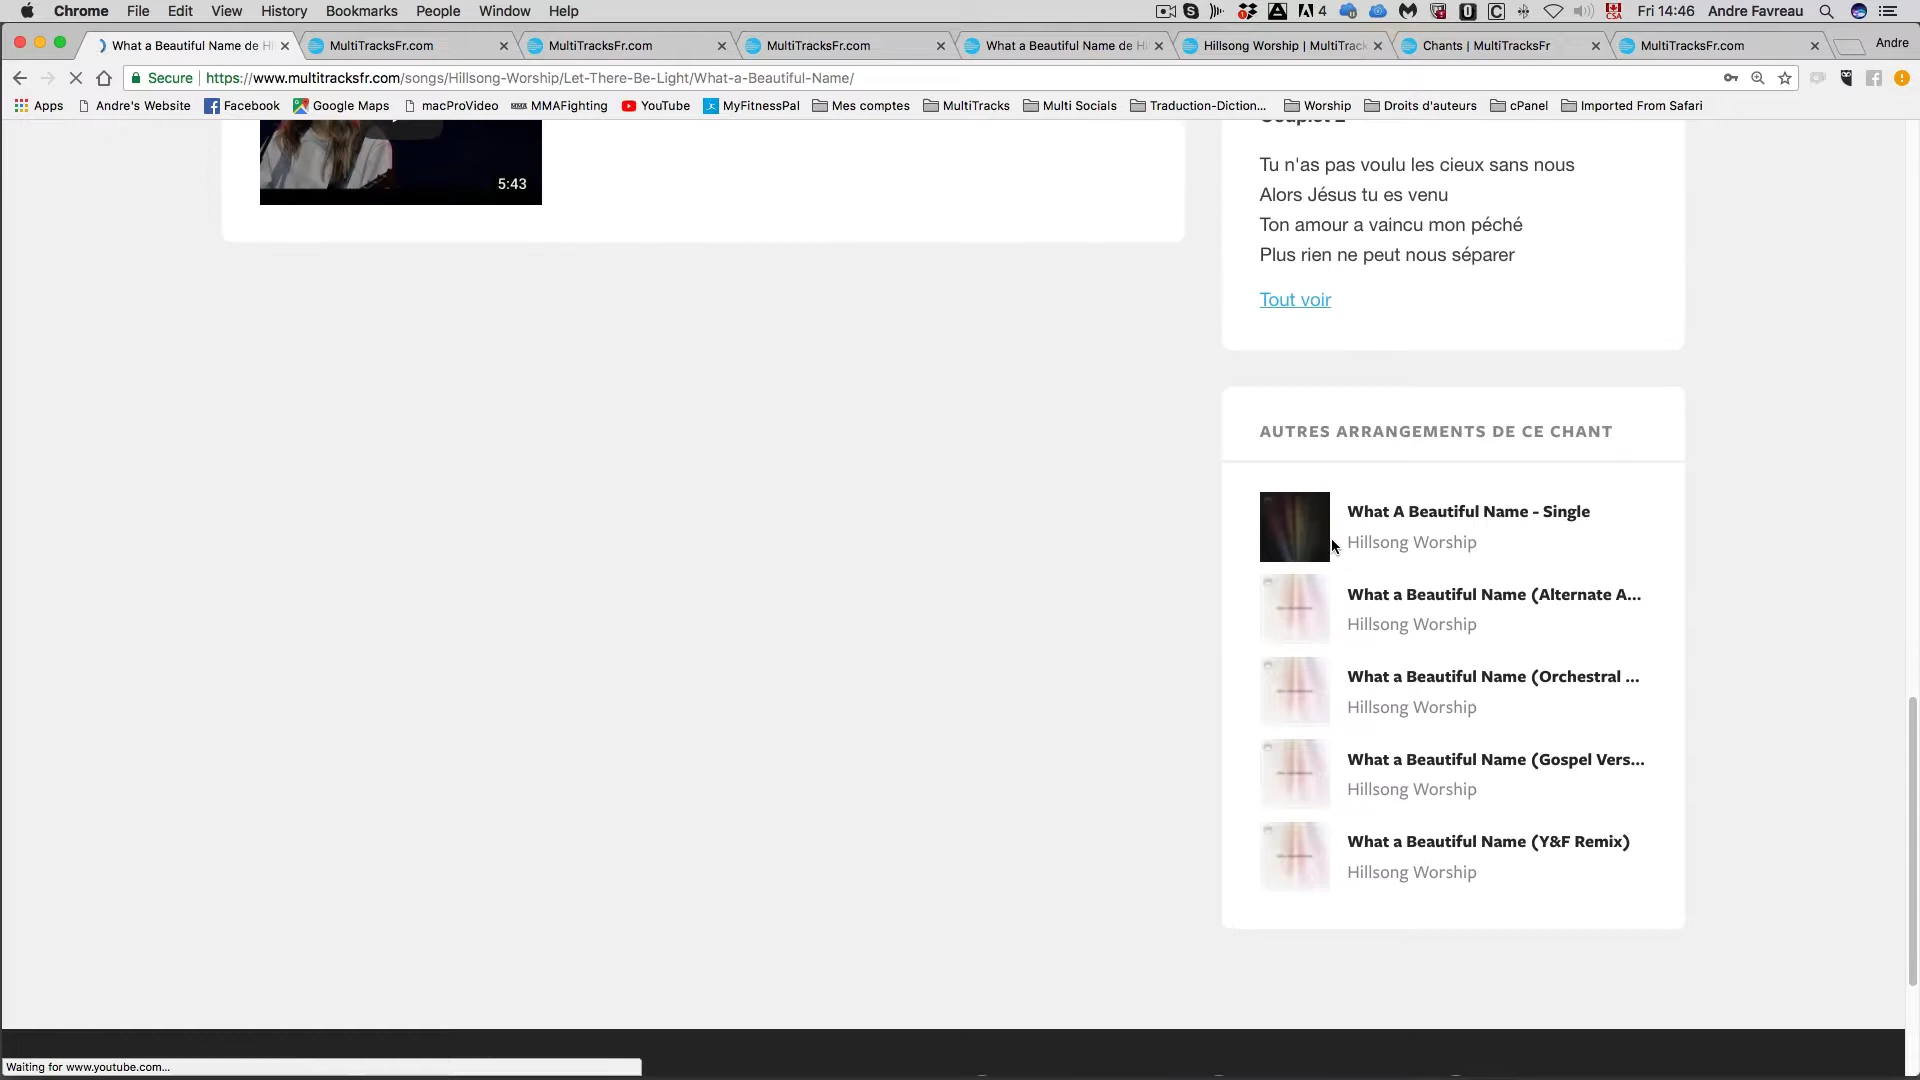 Chrome File Edit View History Bookmarks People Window Help 4 Fri 14:46 Andre Favreau
What a Beautiful Name de Hi MultiTracksFr.com MultiTracksFr.com MultiTracksFr.com What a Beautiful Name de Hi Hillsong Worship | MultiTrack Chants | MultiTracksFr MultiTracksFr.com Andre
Secure https://www.multitracksfr.com/songs/Hillsong-Worship/Let-There-Be-Light/What-a-Beautiful-Name/
Apps Andre's Website Facebook Google Maps macProVideo MMAFighting YouTube MyFitnessPal Mes comptes MultiTracks Multi Socials Traduction-Diction... Worship Droits d'auteurs cPanel Imported From Safari
5:43
Couplet 2
Tu n'as pas voulu les cieux sans nous
Alors Jésus tu es venu
Ton amour a vaincu mon péché
Plus rien ne peut nous séparer
Tout voir
AUTRES ARRANGEMENTS DE CE CHANT
What A Beautiful Name - Single
Hillsong Worship
What a Beautiful Name (Alternate A...
Hillsong Worship
What a Beautiful Name (Orchestral ...
Hillsong Worship
What a Beautiful Name (Gospel Vers...
Hillsong Worship
What a Beautiful Name (Y&F Remix)
Hillsong Worship
Waiting for www.youtube.com...